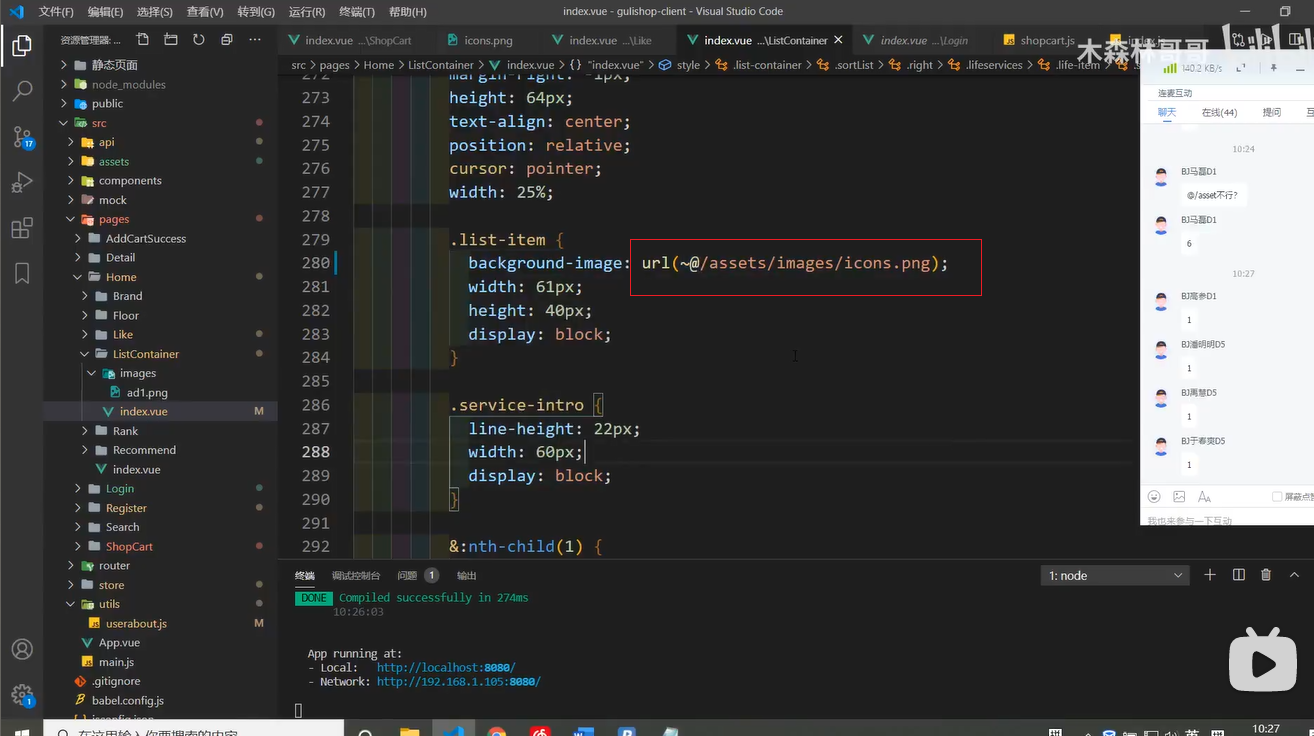 文件(F) 编辑(E) 选择(S) 查看(V) 转到(G) 运行(R) 终端(T) 帮助(H)
index.vue - gulishop-client - Visual Studio Code
资源管理器: ...
index.vue ...\ShopCart
icons.png
index.vue ...\Like
index.vue ...\ListContainer
index.vue ...\Login
shopcart.js
木森林哥哥
src > pages > Home > ListContainer > index.vue > {} "index.vue" > style > .list-container > .sortList > .right > .lifeservices > .life-item
静态页面
node_modules
public
src
api
assets
components
mock
pages
AddCartSuccess
Detail
Home
Brand
Floor
Like
ListContainer
images
ad1.png
index.vue M
Rank
Recommend
index.vue
Login
Register
Search
ShopCart
router
store
utils
userabout.js M
App.vue
main.js
.gitignore
babel.config.js
jsconfig.json
17
1
272 margin-right: -1px;
273 height: 64px;
274 text-align: center;
275 position: relative;
276 cursor: pointer;
277 width: 25%;
278
279 .list-item {
280 background-image: url(~@/assets/images/icons.png);
281 width: 61px;
282 height: 40px;
283 display: block;
284 }
285
286 .service-intro {
287 line-height: 22px;
288 width: 60px;
289 display: block;
290 }
291
292 &:nth-child(1) {
终端 调试控制台 问题 1 输出
1: node
DONE Compiled successfully in 274ms
10:26:03
App running at:
- Local: http://localhost:8080/
- Network: http://192.168.1.105:8080/
140.2 KB/s
连麦互动
聊天 在线(44) 提问 互
10:24
BJ马磊D1
@/asset不行?
BJ马磊D1
6
10:27
BJ高参D1
1
BJ潘明明D5
1
BJ禹慧D5
1
BJ于春奕D5
1
我也来参与一下互动
在这里输入你要搜索的内容
英
10:27